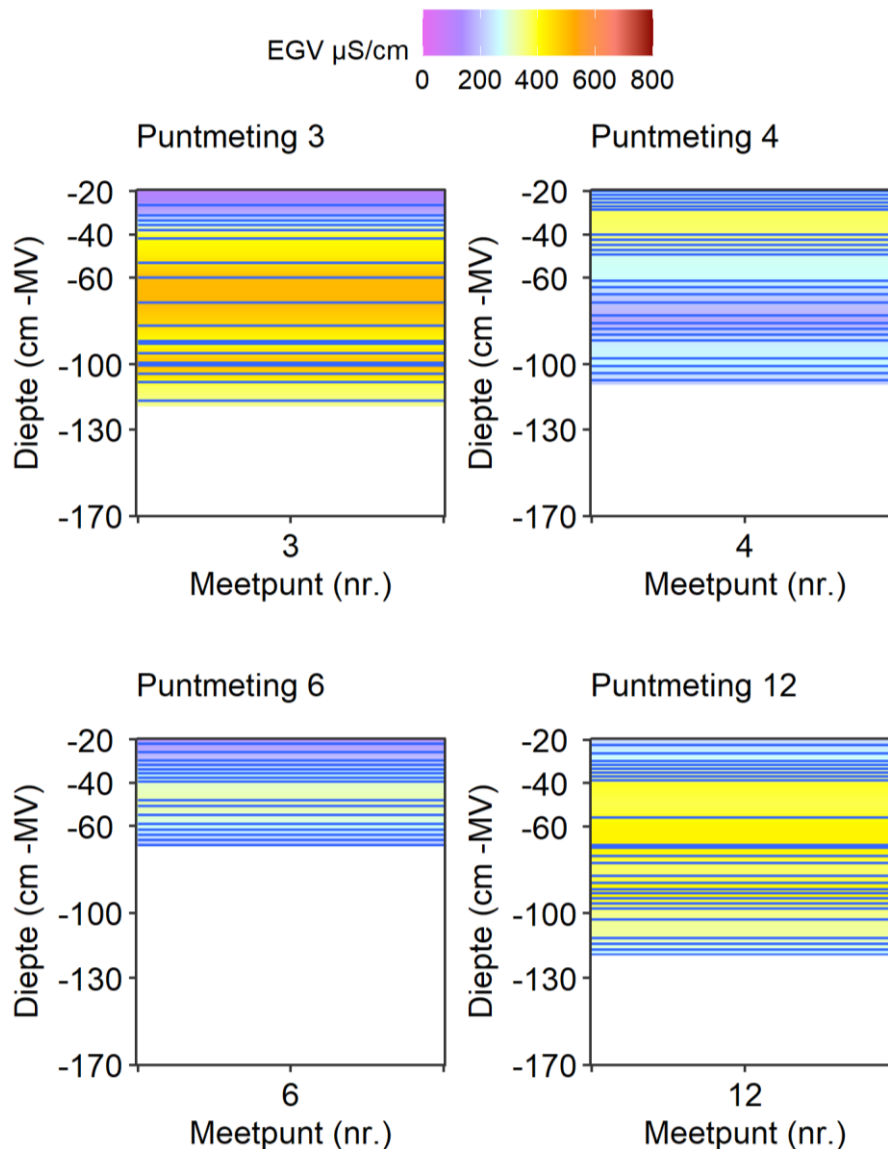 EGV µS/cm
0 200 400 600 800
Puntmeting 3
Puntmeting 4
Diepte (cm -MV)
-20
-40
-60
-100
-130
-170
3
Meetpunt (nr.)
Diepte (cm -MV)
-20
-40
-60
-100
-130
-170
4
Meetpunt (nr.)
Puntmeting 6
Puntmeting 12
Diepte (cm -MV)
-20
-40
-60
-100
-130
-170
6
Meetpunt (nr.)
Diepte (cm -MV)
-20
-40
-60
-100
-130
-170
12
Meetpunt (nr.)